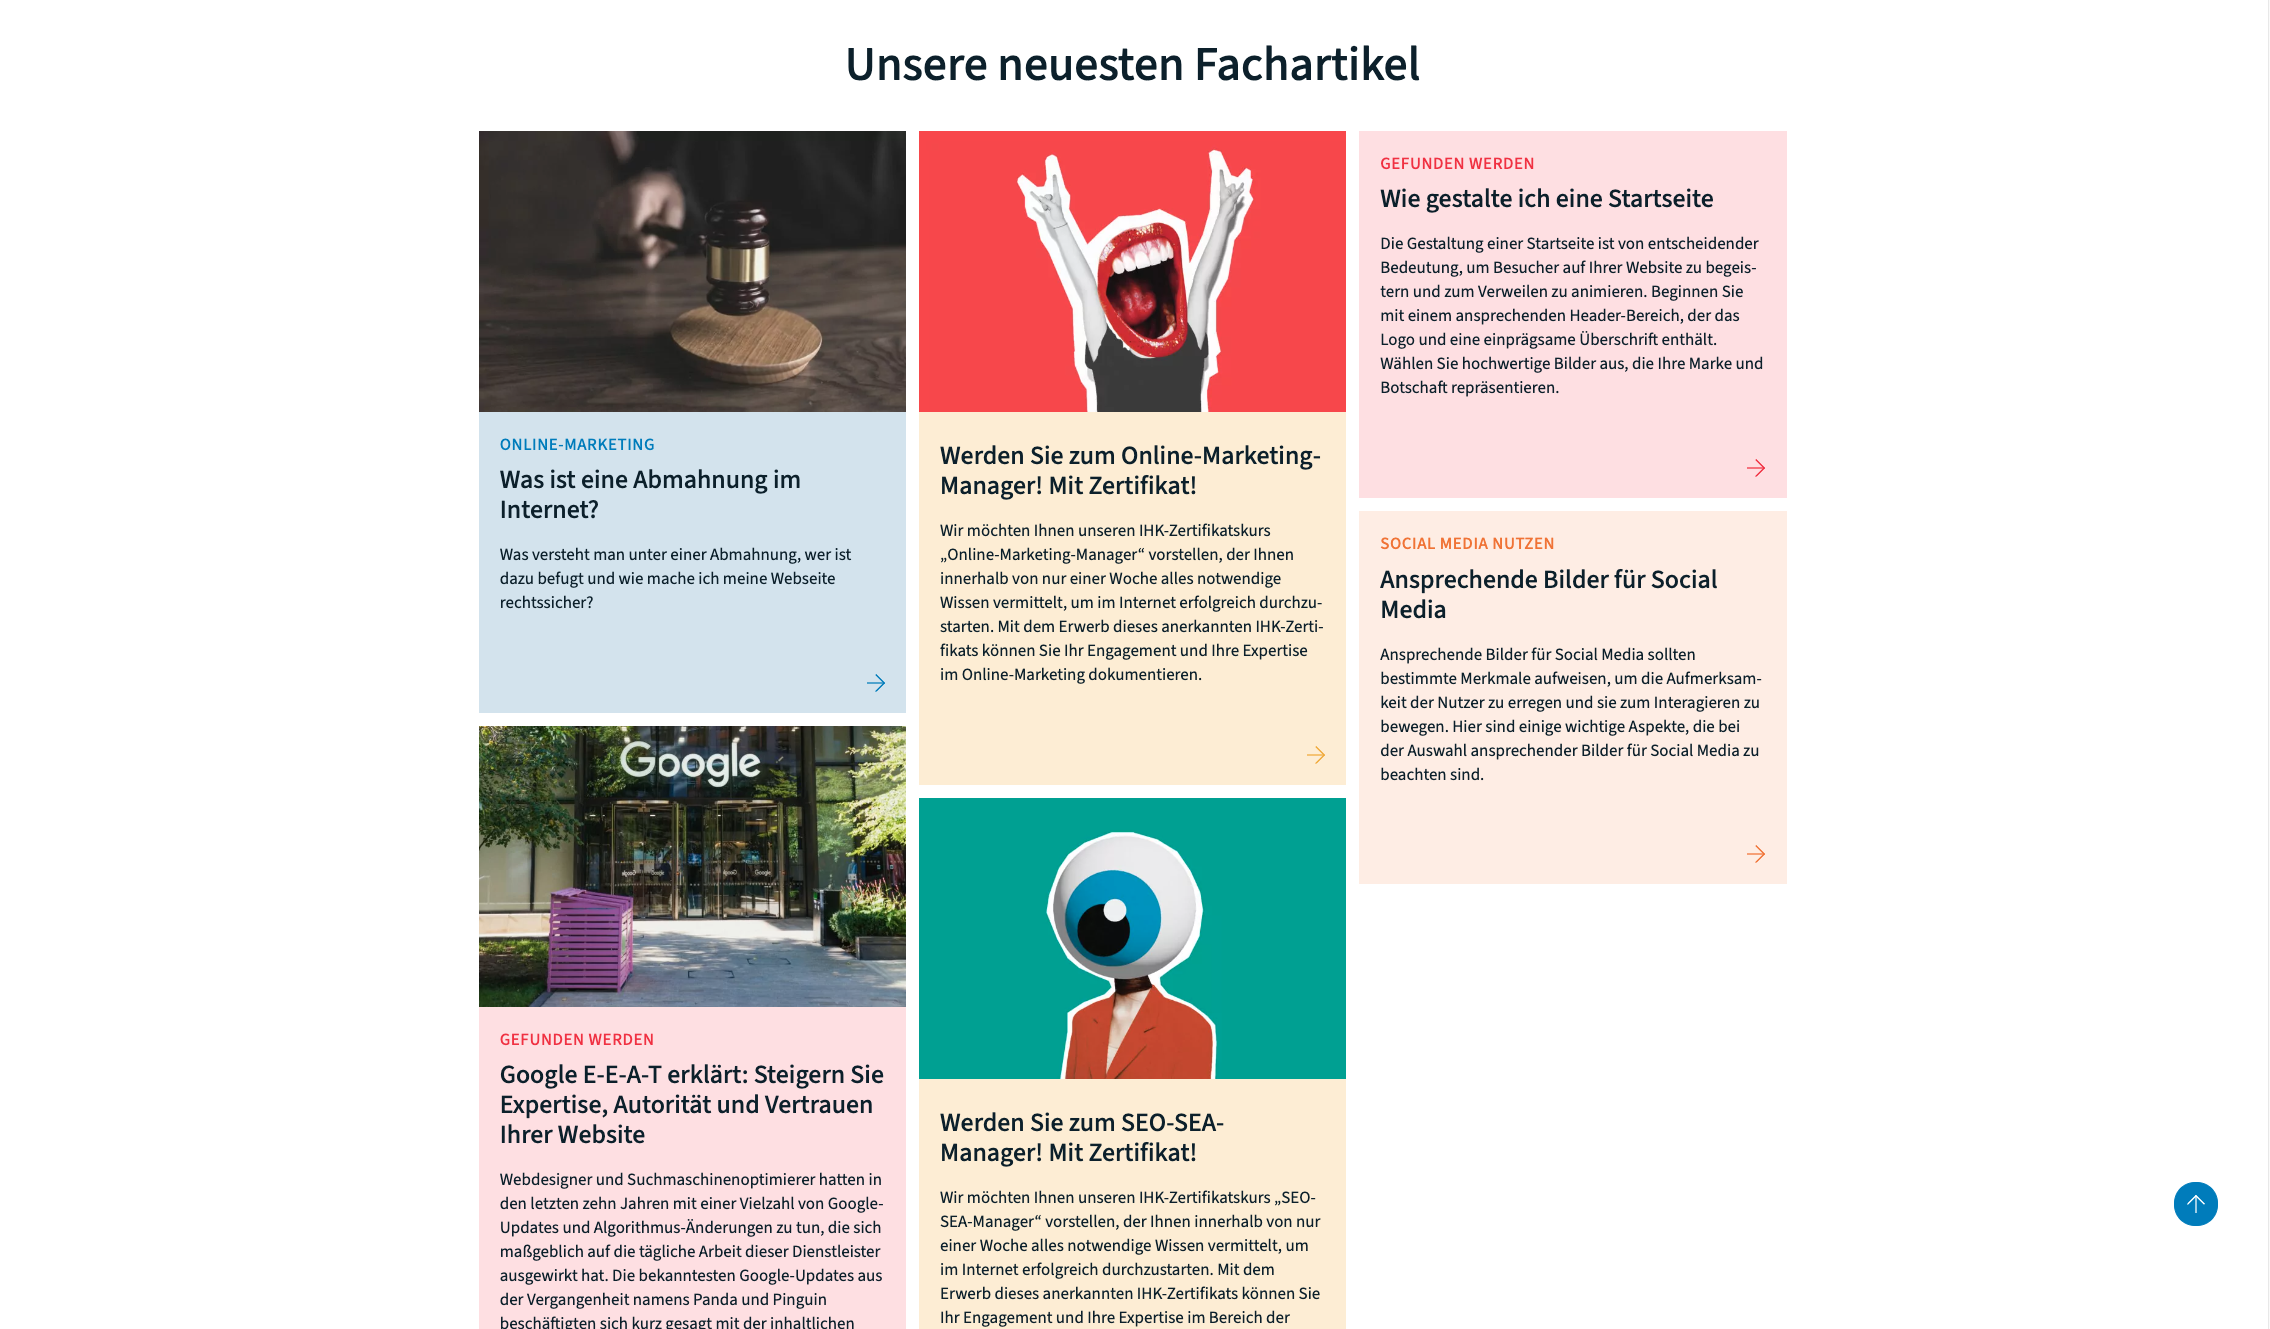 Unsere neuesten Fachartikel
ONLINE-MARKETING
Was ist eine Abmahnung im
Internet?
Was versteht man unter einer Abmahnung, wer ist
dazu befugt und wie mache ich meine Webseite
rechtssicher?
Google
GEFUNDEN WERDEN
Google E-E-A-T erklärt: Steigern Sie
Expertise, Autorität und Vertrauen
Ihrer Website
Webdesigner und Suchmaschinenoptimierer hatten in
den letzten zehn Jahren mit einer Vielzahl von Google-
Updates und Algorithmus-Änderungen zu tun, die sich
maßgeblich auf die tägliche Arbeit dieser Dienstleister
ausgewirkt hat. Die bekanntesten Google-Updates aus
der Vergangenheit namens Panda und Pinguin
beschäftigten sich kurz gesagt mit der inhaltlichen
Werden Sie zum Online-Marketing-
Manager! Mit Zertifikat!
Wir möchten Ihnen unseren IHK-Zertifikatskurs
„Online-Marketing-Manager“ vorstellen, der Ihnen
innerhalb von nur einer Woche alles notwendige
Wissen vermittelt, um im Internet erfolgreich durchzu-
starten. Mit dem Erwerb dieses anerkannten IHK-Zerti-
fikats können Sie Ihr Engagement und Ihre Expertise
im Online-Marketing dokumentieren.
Werden Sie zum SEO-SEA-
Manager! Mit Zertifikat!
Wir möchten Ihnen unseren IHK-Zertifikatskurs „SEO-
SEA-Manager“ vorstellen, der Ihnen innerhalb von nur
einer Woche alles notwendige Wissen vermittelt, um
im Internet erfolgreich durchzustarten. Mit dem
Erwerb dieses anerkannten IHK-Zertifikats können Sie
Ihr Engagement und Ihre Expertise im Bereich der
GEFUNDEN WERDEN
Wie gestalte ich eine Startseite
Die Gestaltung einer Startseite ist von entscheidender
Bedeutung, um Besucher auf Ihrer Website zu begeis-
tern und zum Verweilen zu animieren. Beginnen Sie
mit einem ansprechenden Header-Bereich, der das
Logo und eine einprägsame Überschrift enthält.
Wählen Sie hochwertige Bilder aus, die Ihre Marke und
Botschaft repräsentieren.
SOCIAL MEDIA NUTZEN
Ansprechende Bilder für Social
Media
Ansprechende Bilder für Social Media sollten
bestimmte Merkmale aufweisen, um die Aufmerksam-
keit der Nutzer zu erregen und sie zum Interagieren zu
bewegen. Hier sind einige wichtige Aspekte, die bei
der Auswahl ansprechender Bilder für Social Media zu
beachten sind.